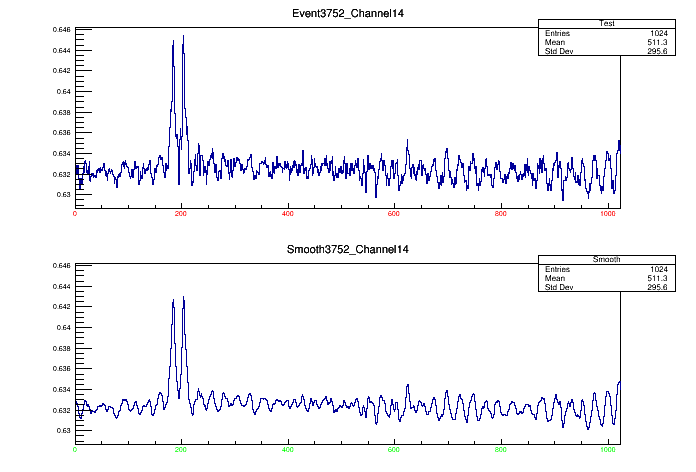 Event3752_Channel14
Test
Entries 1024
Mean 511.3
Std Dev 295.6
0.646
0.644
0.642
0.64
0.638
0.636
0.634
0.632
0.63
0 200 400 600 800 1000
Smooth3752_Channel14
Smooth
Entries 1024
Mean 511.3
Std Dev 295.6
0.646
0.644
0.642
0.64
0.638
0.636
0.634
0.632
0.63
0 200 400 600 800 1000